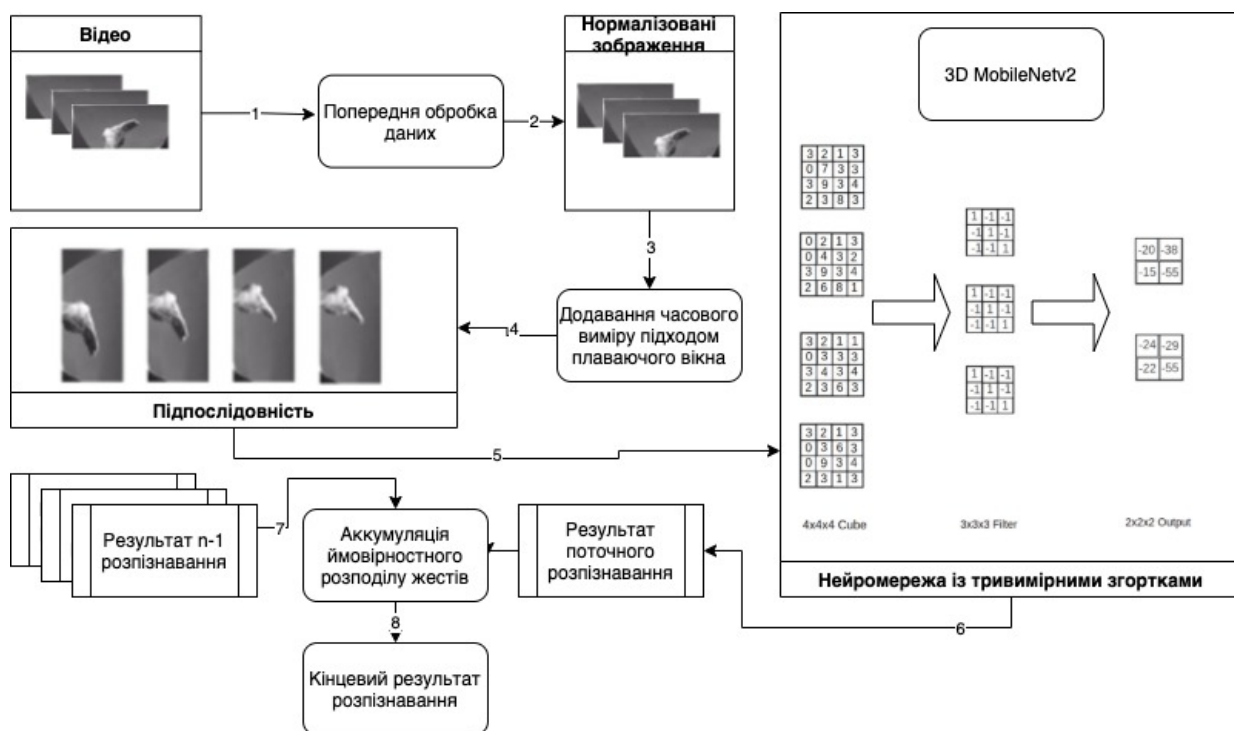 Відео
1
Попередня обробка
даних
2
Нормалізовані
зображення
3
Додавання часового
виміру підходом
плаваючого вікна
4
Підпослідовність
5
3D MobileNetv2
3 2 1 3
0 7 3 3
3 9 3 4
2 3 8 3
0 2 1 3
0 4 3 2
3 9 3 4
2 6 8 1
3 2 1 1
0 3 3 3
3 4 3 4
2 3 6 3
3 2 1 3
0 3 6 3
0 9 3 4
2 3 1 3
4x4x4 Cube
1 -1 -1
-1 1 -1
-1 -1 1
1 -1 -1
-1 1 -1
-1 -1 1
1 -1 -1
-1 1 -1
-1 -1 1
3x3x3 Filter
-20 -38
-15 -55
-24 -29
-22 -55
2x2x2 Output
Нейромережа із тривимірними згортками
6
Результат
поточного
розпізнавання
Результат n-1
розпізнавання
7
Аккумуляція
ймовірностного
розподілу жестів
8
Кінцевий результат
розпізнавання